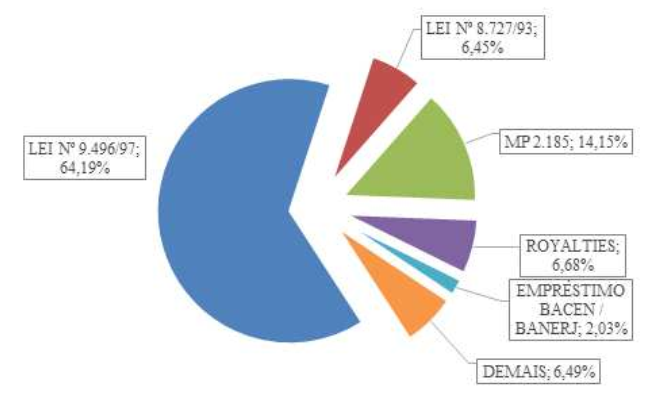 LEI Nº 8.727/93;
6,45%
LEI Nº 9.496/97;
64,19%
MP 2.185; 14,15%
ROYALTIES;
6,68%
EMPRÉSTIMO
BACEN /
BANERJ; 2,03%
DEMAIS; 6,49%